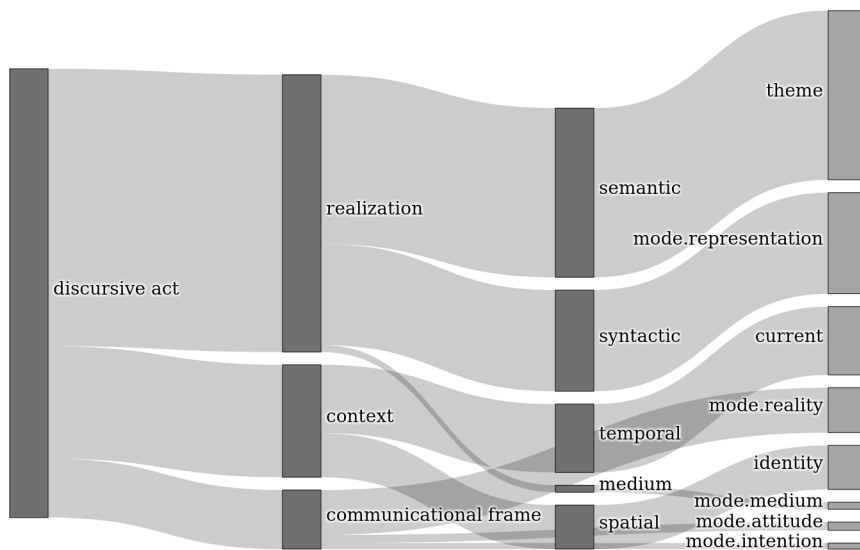 discursive act
realization
context
communicational frame
semantic
syntactic
temporal
medium
spatial
theme
mode.representation
current
mode.reality
identity
mode.medium
mode.attitude
mode.intention